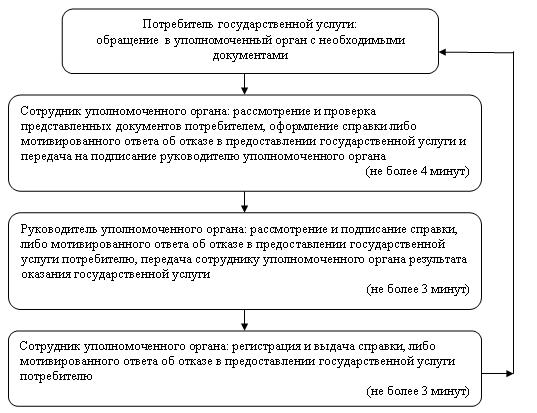 Потребитель государственной услуги:
обращение в уполномоченный орган с необходимыми
документами
Сотрудник уполномоченного органа: рассмотрение и проверка
представленных документов потребителем, оформление справки либо
мотивированного ответа об отказе в предоставлении государственной услуги и
передача на подписание руководителю уполномоченного органа
(не более 4 минут)
Руководитель уполномоченного органа: рассмотрение и подписание справки,
либо мотивированного ответа об отказе в предоставлении государственной
услуги потребителю, передача сотруднику уполномоченного органа результата
оказания государственной услуги
(не более 3 минут)
Сотрудник уполномоченного органа: регистрация и выдача справки, либо
мотивированного ответа об отказе в предоставлении государственной услуги
потребителю
(не более 3 минут)